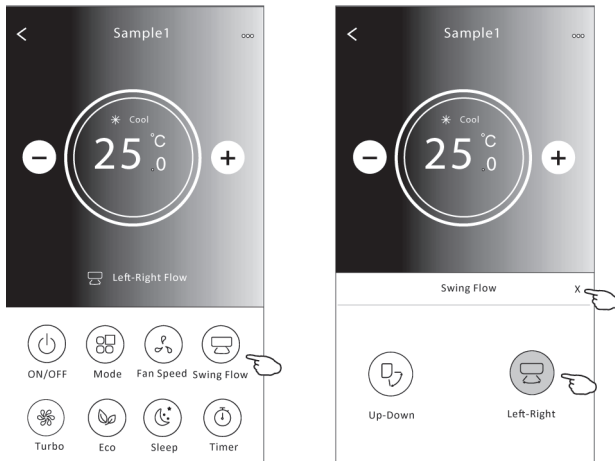 Sample1
Cool
25.0 °C
Left-Right Flow
ON/OFF Mode Fan Speed Swing Flow
Turbo Eco Sleep Timer
Sample1
Cool
25.0 °C
Swing Flow X
Up-Down Left-Right